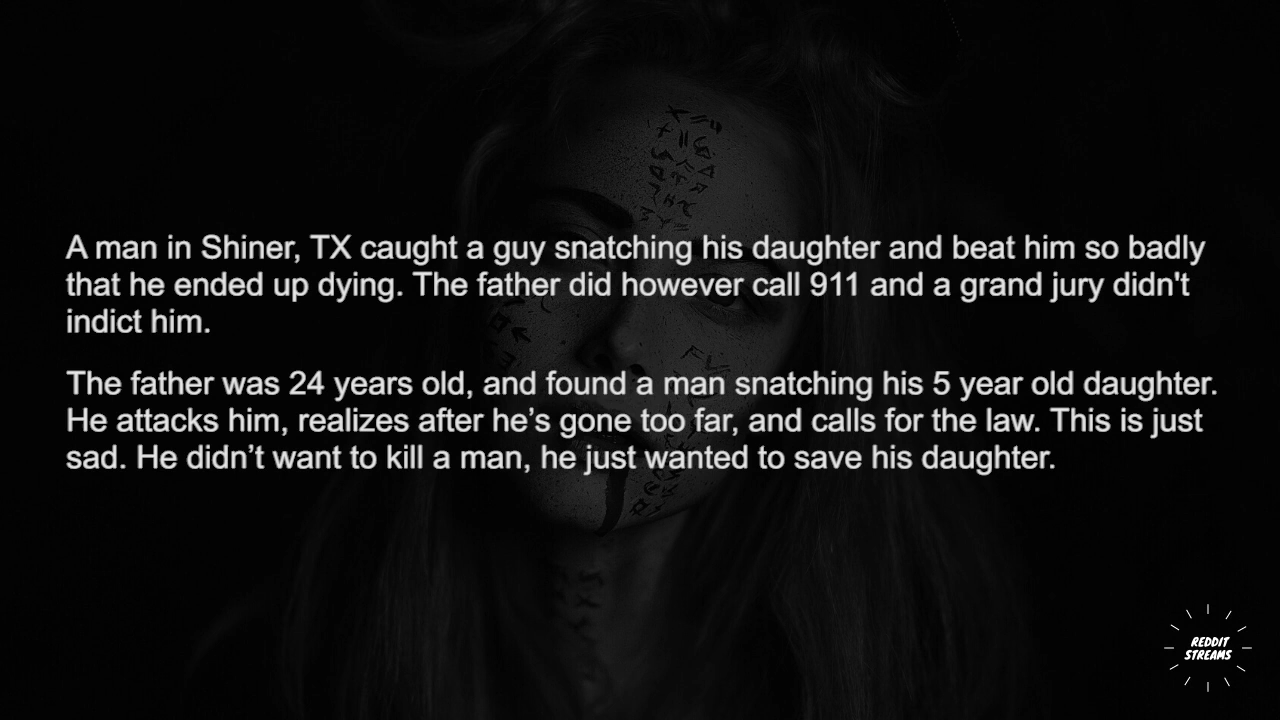 A man in Shiner, TX caught a guy snatching his daughter and beat him so badly
that he ended up dying. The father did however call 911 and a grand jury didn't
indict him.
The father was 24 years old, and found a man snatching his 5 year old daughter.
He attacks him, realizes after he’s gone too far, and calls for the law. This is just
sad. He didn’t want to kill a man, he just wanted to save his daughter.
REDDIT
STREAMS